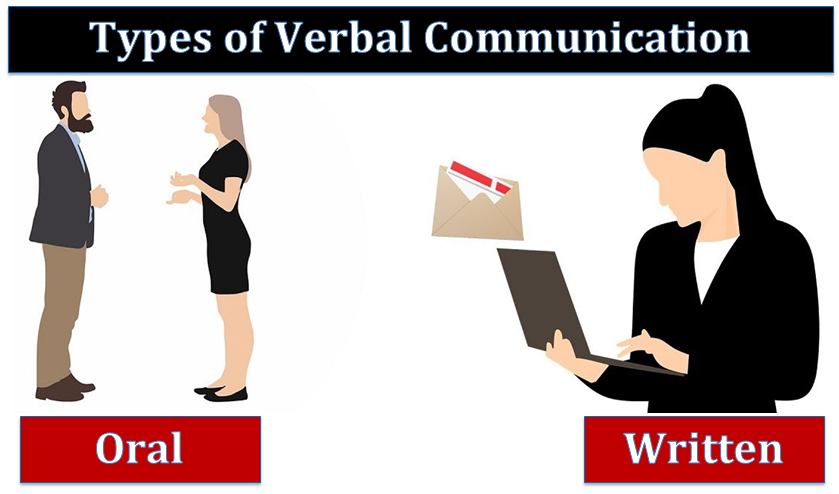 Types of Verbal Communication
Oral
Written